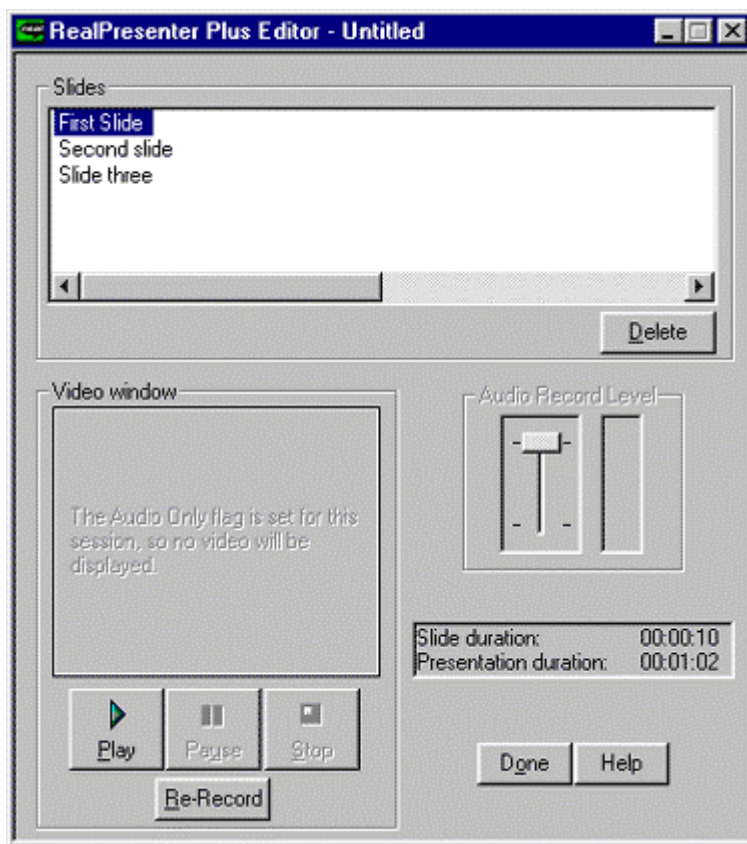 RealPresenter Plus Editor - Untitled
Slides
First Slide
Second slide
Slide three
Delete
Video window
The Audio Only flag is set for this
session, so no video will be
displayed.
Play Pause Stop
Re-Record
Audio Record Level
Slide duration: 00:00:10
Presentation duration: 00:01:02
Done Help